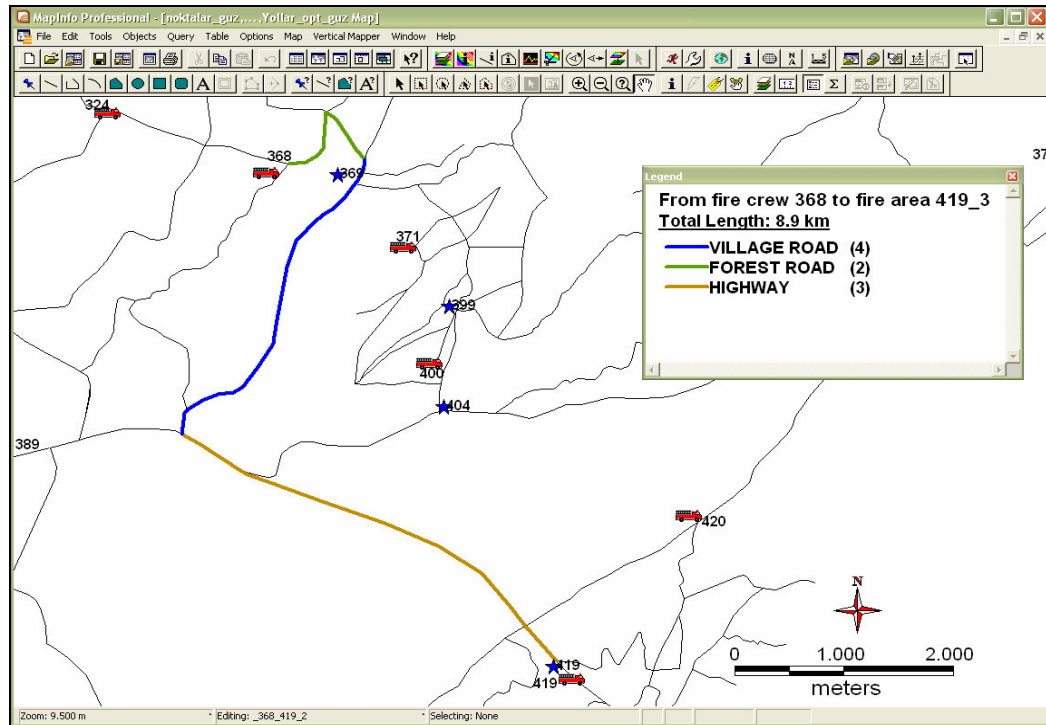 MapInfo Professional - [noktalar_guz,...,Yollar_opt_guz Map]
File Edit Tools Objects Query Table Options Map Vertical Mapper Window Help
324
368
369
37
Legend
From fire crew 368 to fire area 419_3
Total Length: 8.9 km
VILLAGE ROAD (4)
FOREST ROAD (2)
HIGHWAY (3)
371
399
400
404
389
420
N
419
419
0 1.000 2.000
meters
Zoom: 9.500 m Editing: _368_419_2 Selecting: None